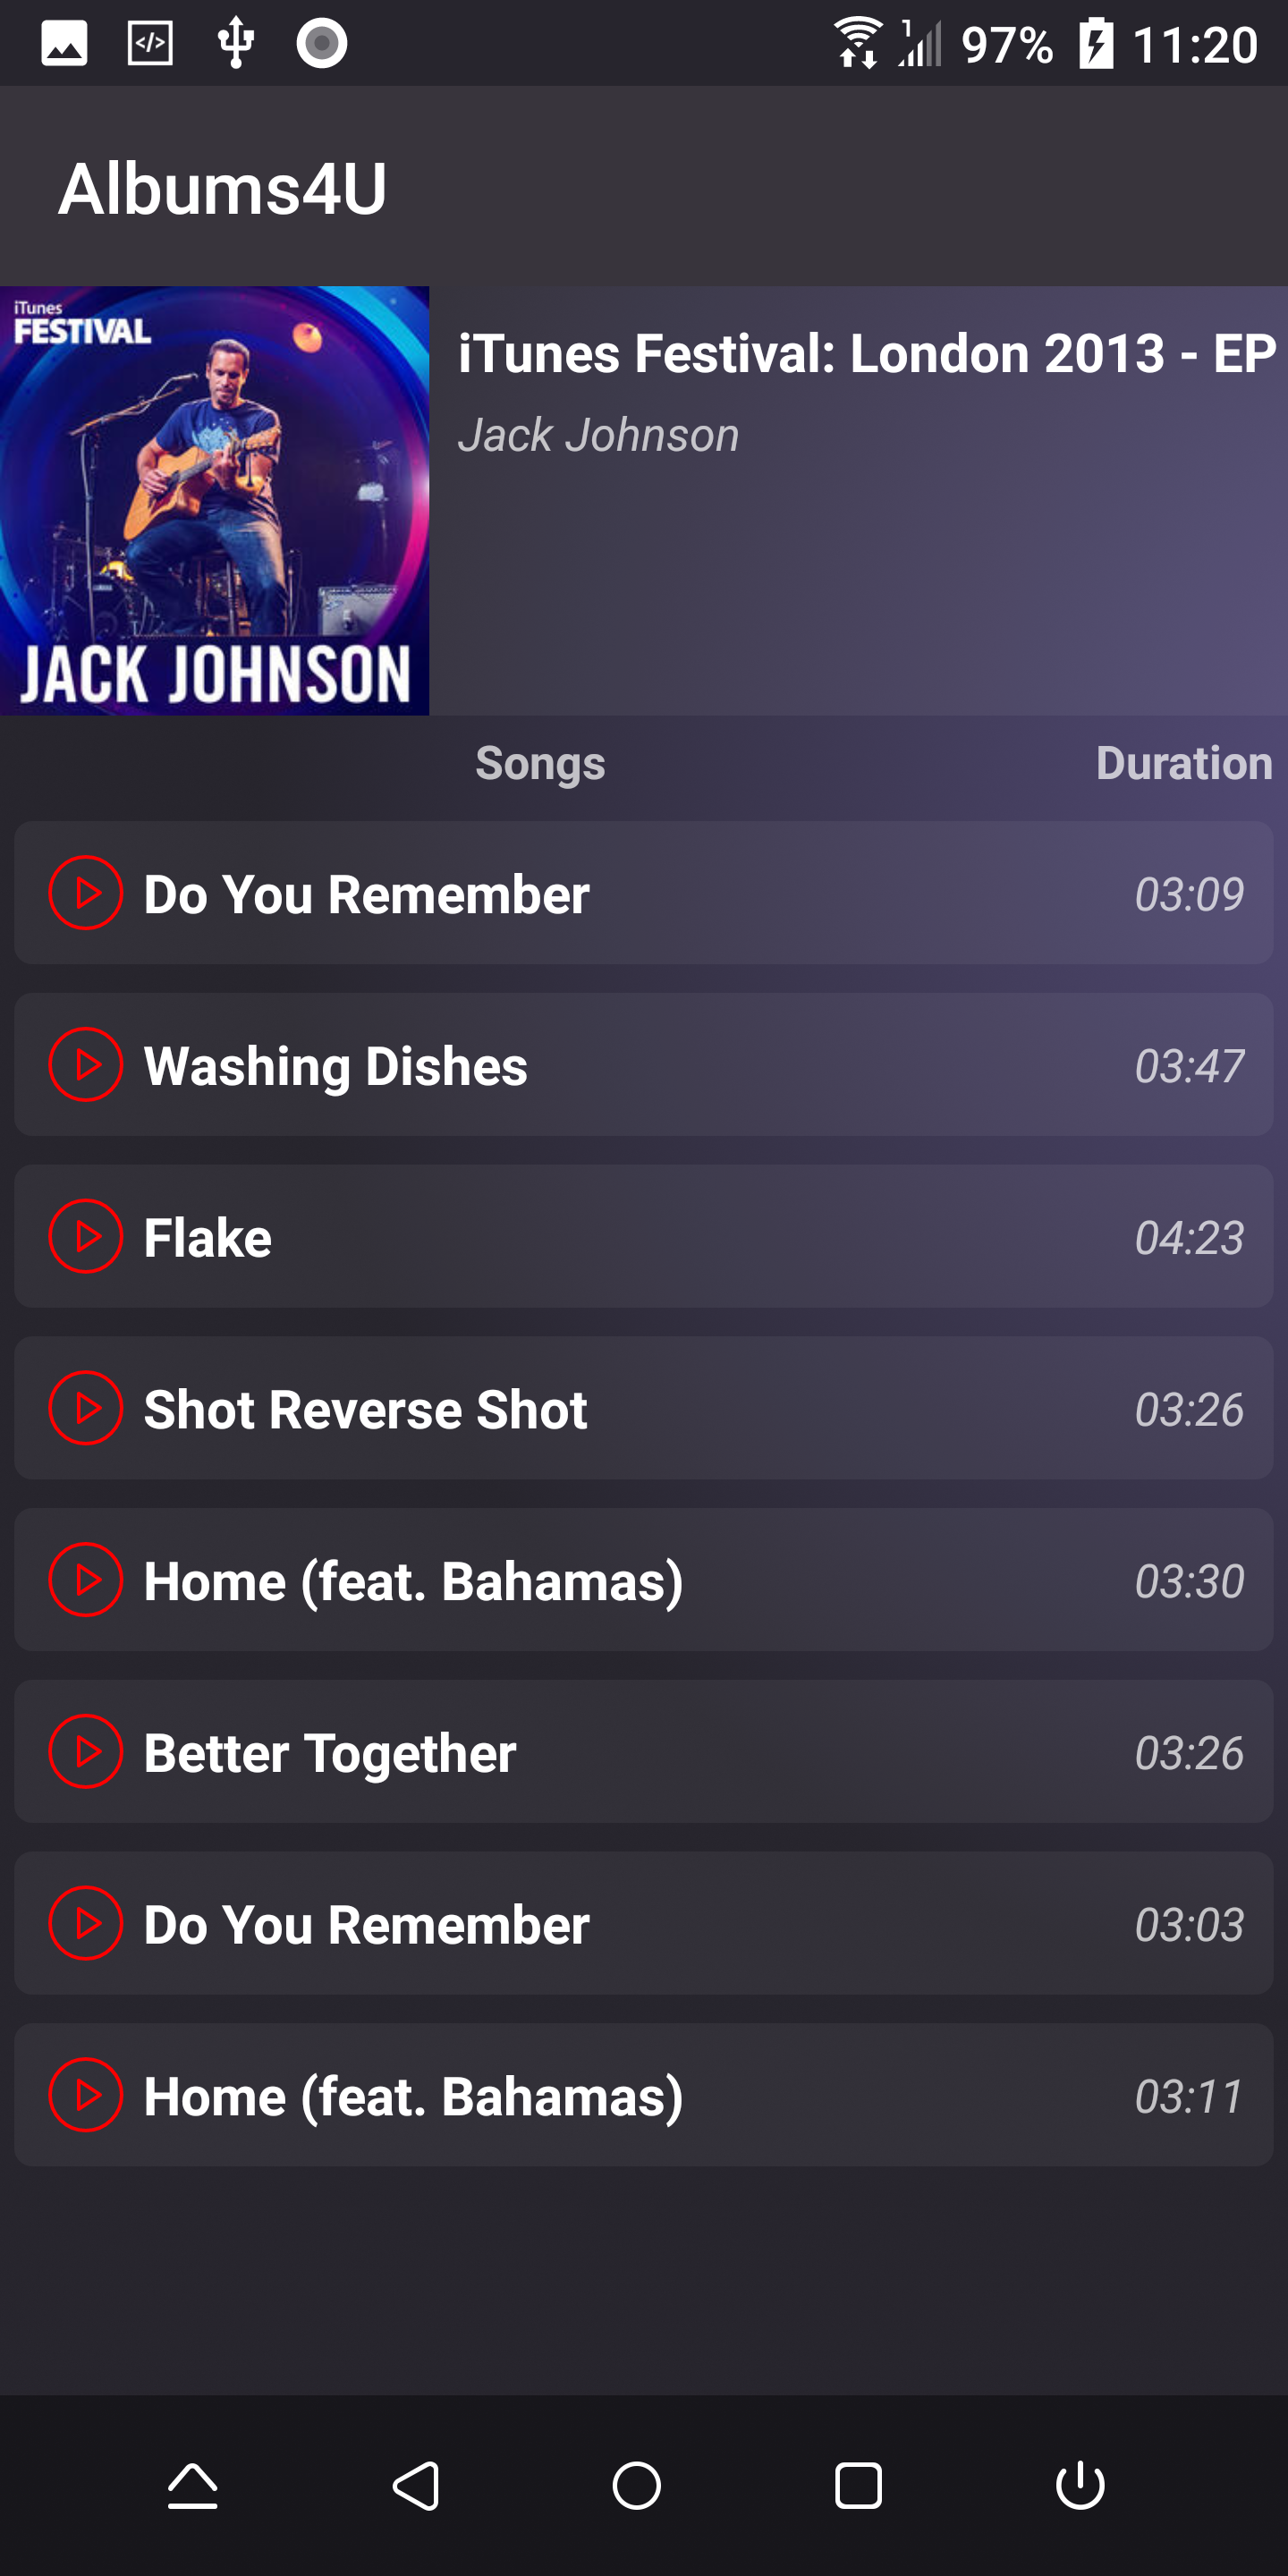 97% 11:20
Albums4U
iTunes
FESTIVAL
JACK JOHNSON
iTunes Festival: London 2013 - EP
Jack Johnson
Songs Duration
Do You Remember 03:09
Washing Dishes 03:47
Flake 04:23
Shot Reverse Shot 03:26
Home (feat. Bahamas) 03:30
Better Together 03:26
Do You Remember 03:03
Home (feat. Bahamas) 03:11